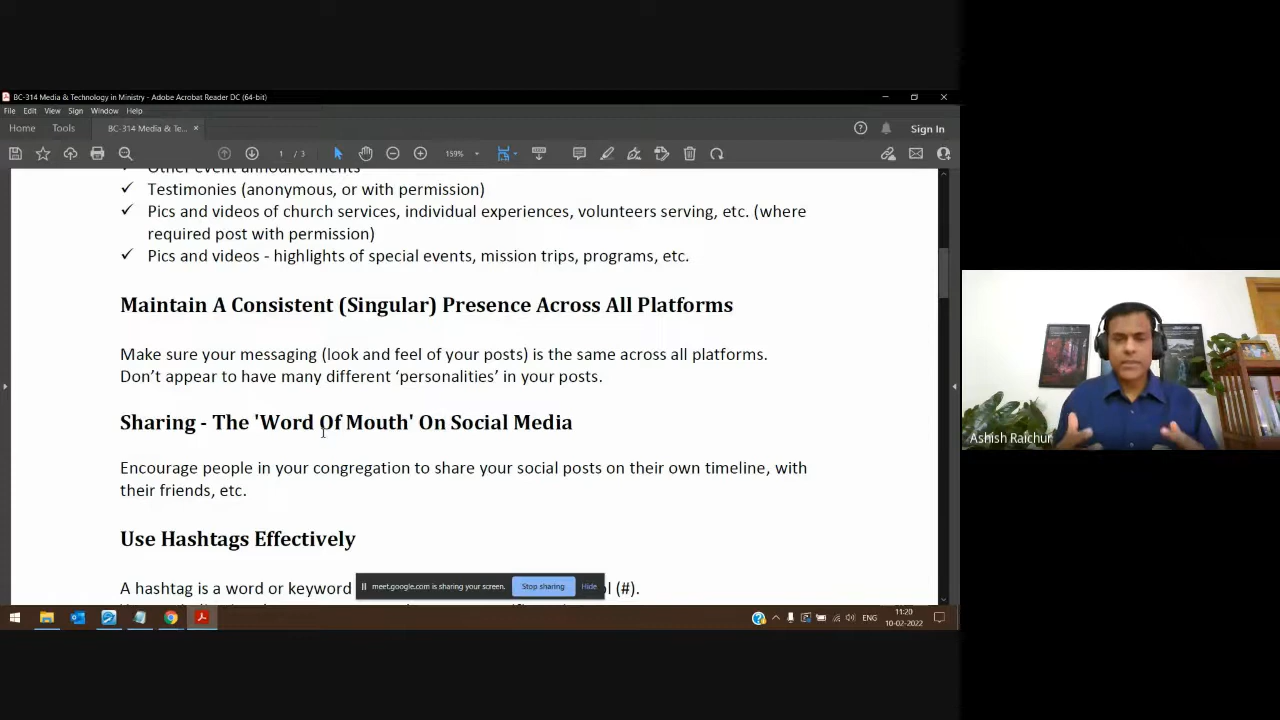 BC-314 Media & Technology in Ministry - Adobe Acrobat Reader DC (64-bit)
File Edit View Sign Window Help
Home Tools BC-314 Media & Te... × Sign In
1 / 3 159%
Other event announcements
✓ Testimonies (anonymous, or with permission)
✓ Pics and videos of church services, individual experiences, volunteers serving, etc. (where
required post with permission)
✓ Pics and videos - highlights of special events, mission trips, programs, etc.
Maintain A Consistent (Singular) Presence Across All Platforms
Make sure your messaging (look and feel of your posts) is the same across all platforms.
Don't appear to have many different ‘personalities’ in your posts.
Sharing - The 'Word Of Mouth' On Social Media
Encourage people in your congregation to share your social posts on their own timeline, with
their friends, etc.
Use Hashtags Effectively
A hashtag is a word or keyword
ol (#).
meet.google.com is sharing your screen. Stop sharing Hide
ENG 11:20
10-02-2022
Ashish Raichur